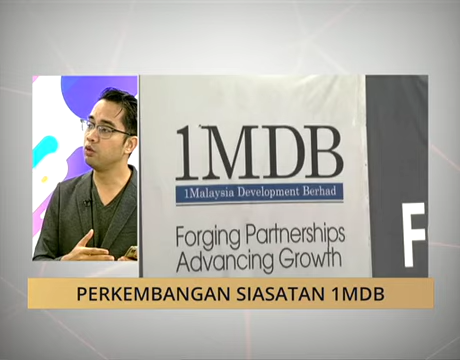 1MDB
1Malaysia Development Berhad
Forging Partnerships
Advancing Growth
F
PERKEMBANGAN SIASATAN 1MDB